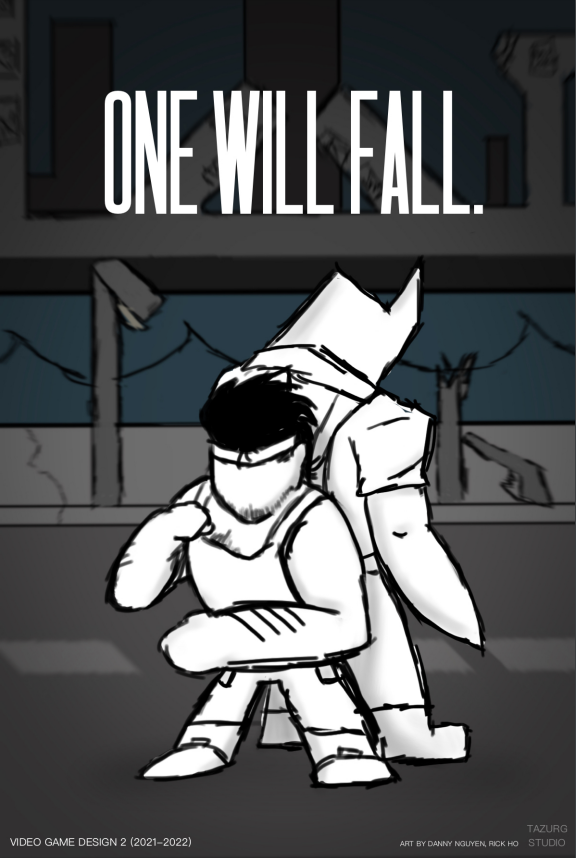 ONE WILL FALL.
VIDEO GAME DESIGN 2 (2021-2022)
ART BY DANNY NGUYEN, RICK HO
TAZURG
STUDIO